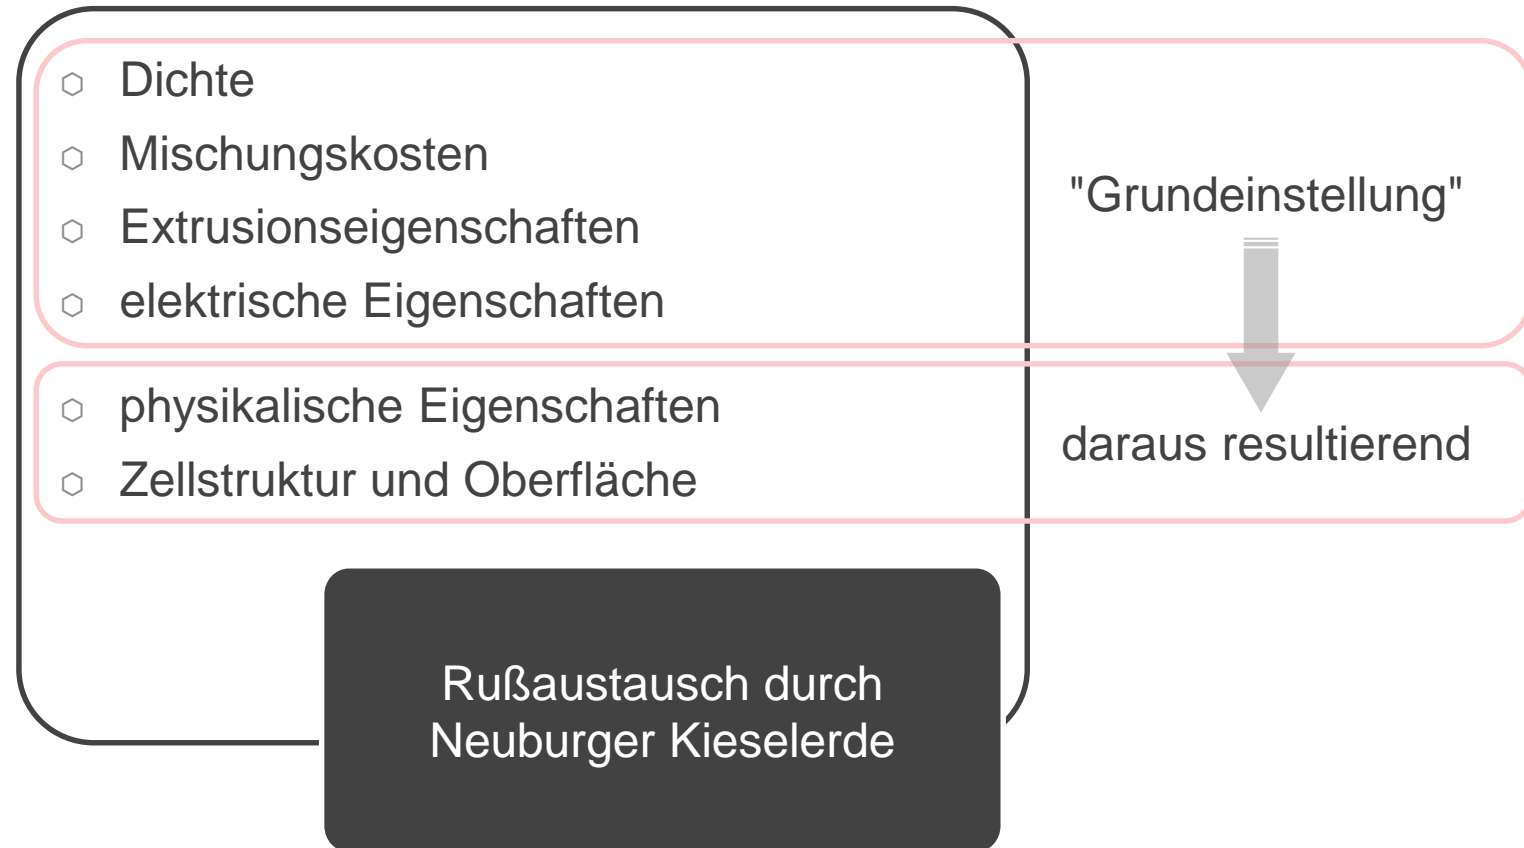 Dichte
Mischungskosten
Extrusionseigenschaften
elektrische Eigenschaften
"Grundeinstellung"
physikalische Eigenschaften
Zellstruktur und Oberfläche
daraus resultierend
Rußaustausch durch
Neuburger Kieselerde